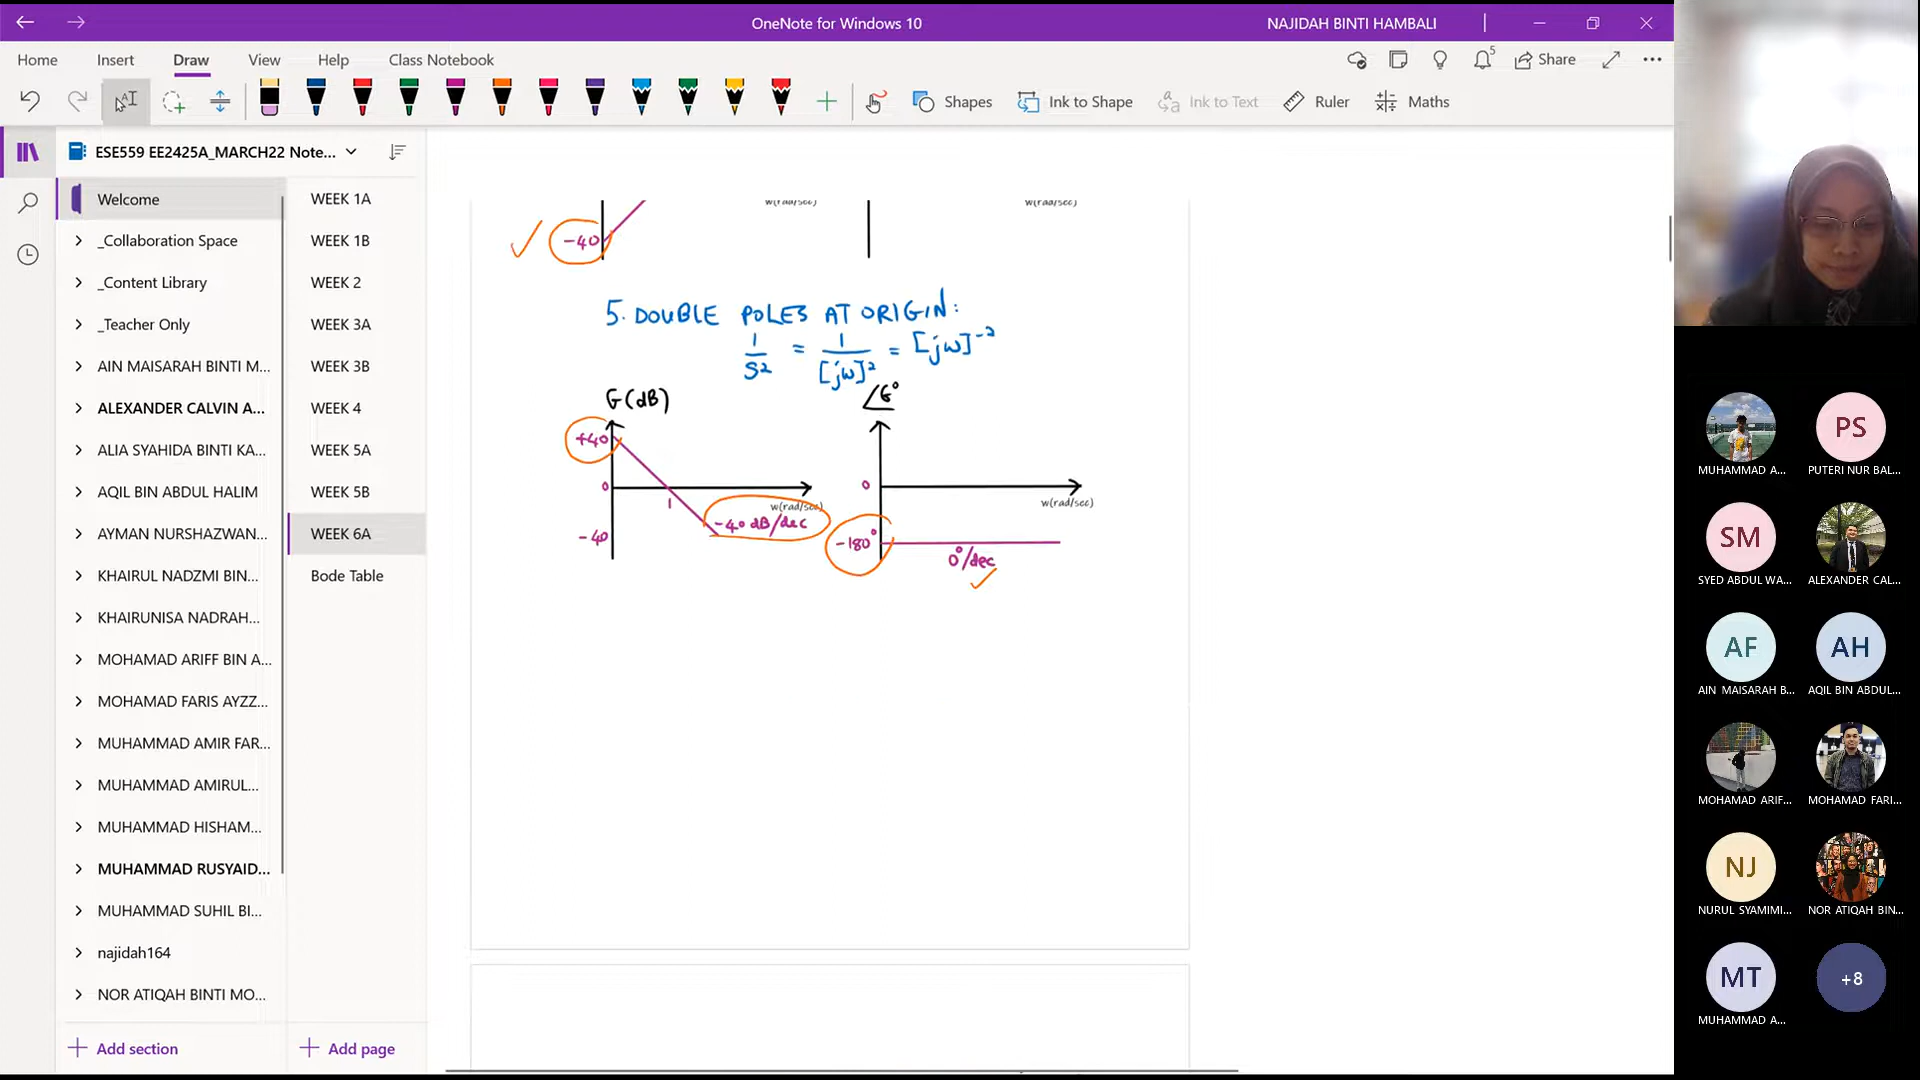 OneNote for Windows 10
NAJIDAH BINTI HAMBALI
Home Insert Draw View Help Class Notebook
5
Share
Shapes
Ink to Shape
Ink to Text
Ruler
Maths
ESE559 EE2425A_MARCH22 Note...
Welcome
_Collaboration Space
_Content Library
_Teacher Only
AIN MAISARAH BINTI M...
ALEXANDER CALVIN A...
ALIA SYAHIDA BINTI KA...
AQIL BIN ABDUL HALIM
AYMAN NURSHAZWAN...
KHAIRUL NADZMI BIN...
KHAIRUNISA NADRAH...
MOHAMAD ARIFF BIN A...
MOHAMAD FARIS AYZZ...
MUHAMMAD AMIR FAR...
MUHAMMAD AMIRUL...
MUHAMMAD HISHAM...
MUHAMMAD RUSYAID...
MUHAMMAD SUHIL BI...
najidah164
NOR ATIQAH BINTI MO...
Add section
WEEK 1A
WEEK 1B
WEEK 2
WEEK 3A
WEEK 3B
WEEK 4
WEEK 5A
WEEK 5B
WEEK 6A
Bode Table
Add page
w(rad/sec) w(rad/sec)
-40
5. DOUBLE POLES AT ORIGIN:
1/S² = 1/[jω]² = [jω]⁻²
G(dB)
+40
0
1
w(rad/sec)
-40 dB/dec
-40
∠G°
0
w(rad/sec)
-180°
0°/dec
MUHAMMAD A...
PS
PUTERI NUR BAL...
SM
SYED ABDUL WA...
ALEXANDER CAL...
AF
AIN MAISARAH B...
AH
AQIL BIN ABDUL...
MOHAMAD ARIF...
MOHAMAD FARI...
NJ
NURUL SYAMIMI...
NOR ATIQAH BIN...
MT
MUHAMMAD A...
+8